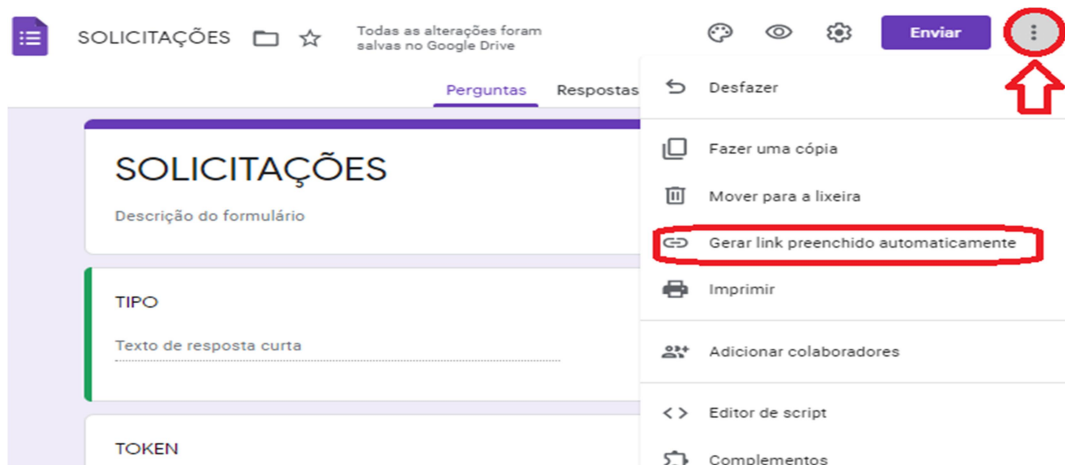 SOLICITAÇÕES
Todas as alterações foram
salvas no Google Drive
Enviar
Perguntas Respostas
SOLICITAÇÕES
Descrição do formulário
TIPO
Texto de resposta curta
TOKEN
Desfazer
Fazer uma cópia
Mover para a lixeira
Gerar link preenchido automaticamente
Imprimir
Adicionar colaboradores
Editor de script
Complementos